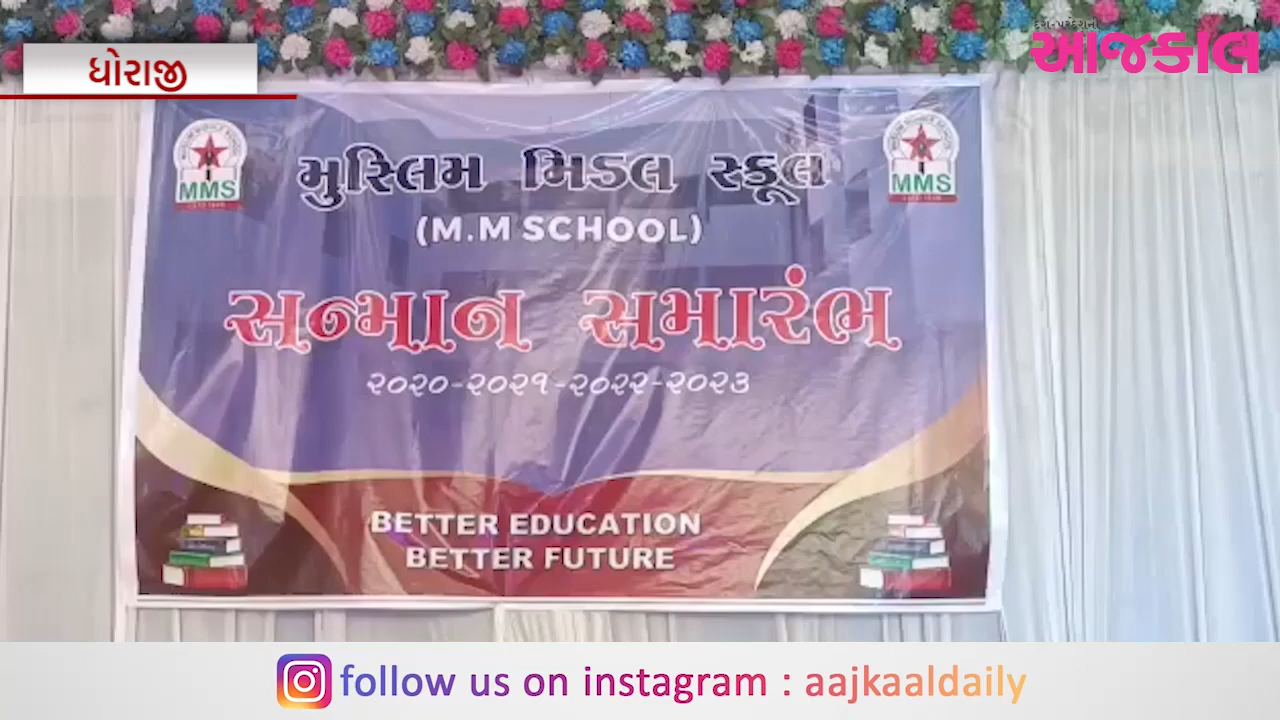 ધોરાજી
આજકાલ
મુસ્લિમ મિડલ સ્કૂલ
(M.M SCHOOL)
MMS
MMS
સન્માન સમારંભ
૨૦૨૦-૨૦૨૧-૨૦૨૨-૨૦૨૩
BETTER EDUCATION
BETTER FUTURE
follow us on instagram : aajkaaldaily